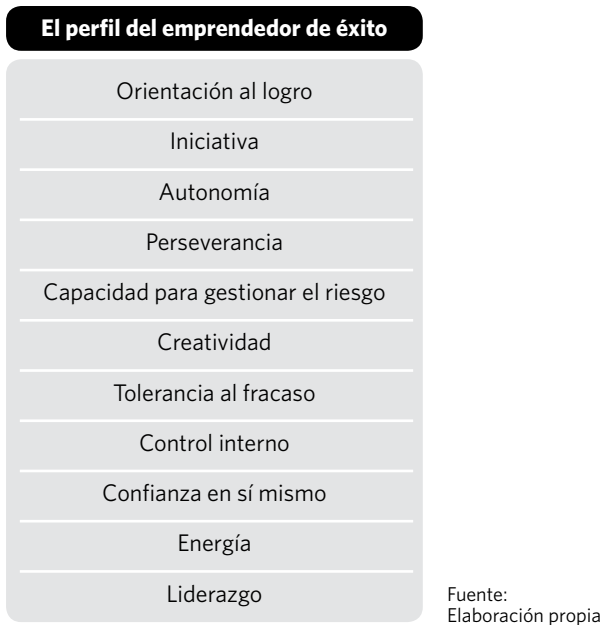 El perfil del emprendedor de éxito
Orientación al logro
Iniciativa
Autonomía
Perseverancia
Capacidad para gestionar el riesgo
Creatividad
Tolerancia al fracaso
Control interno
Confianza en sí mismo
Energía
Liderazgo
Fuente:
Elaboración propia